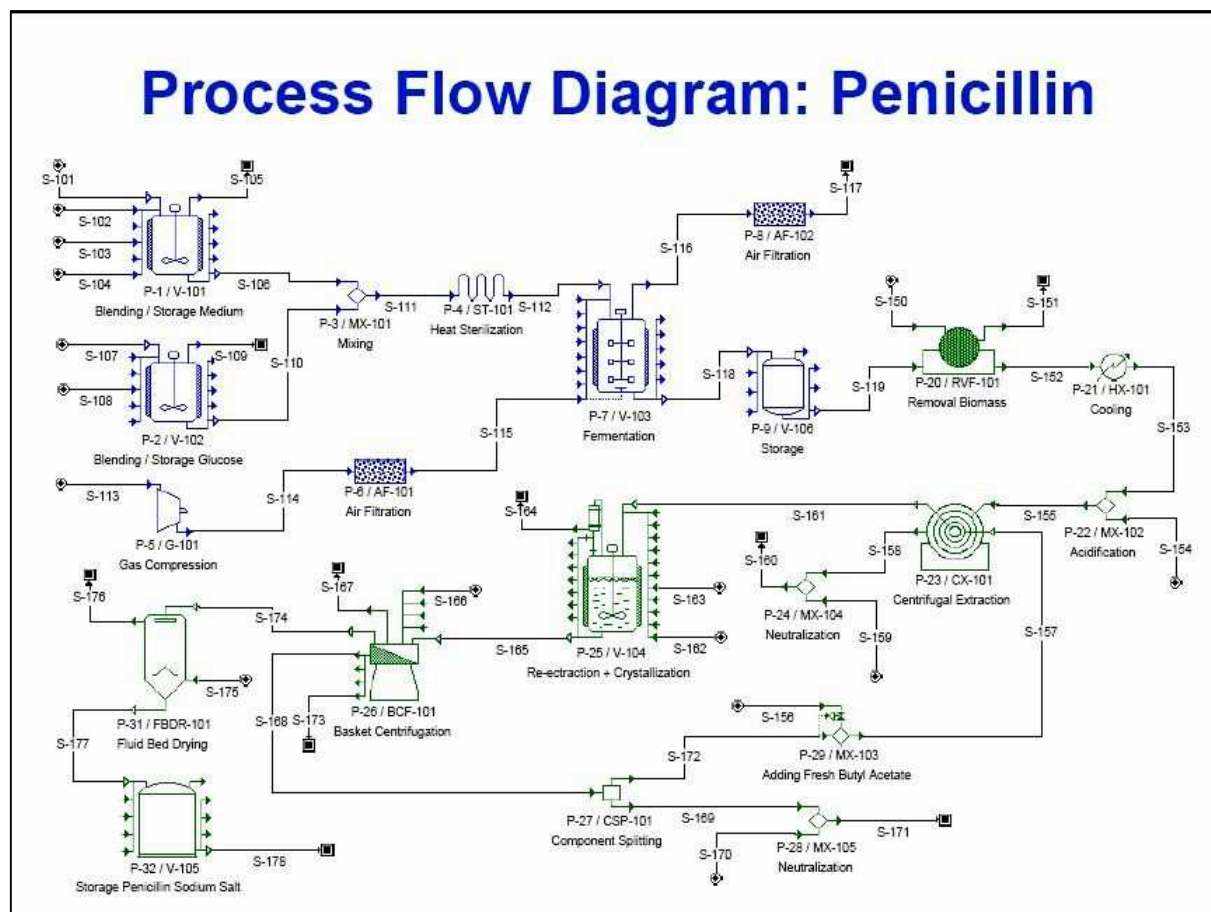 Process Flow Diagram: Penicillin
S-101
S-105
S-102
S-103
S-104
S-106
P-1 / V-101
Blending / Storage Medium
S-107
S-109
S-108
S-110
P-2 / V-102
Blending / Storage Glucose
P-3 / MX-101
Mixing
S-111
P-4 / ST-101
Heat Sterilization
S-112
S-113
P-5 / G-101
Gas Compression
S-114
P-6 / AF-101
Air Filtration
S-115
P-7 / V-103
Fermentation
S-116
P-8 / AF-102
Air Filtration
S-117
S-118
P-9 / V-106
Storage
S-119
S-150
S-151
P-20 / RVF-101
Removal Biomass
S-152
P-21 / HX-101
Cooling
S-153
P-22 / MX-102
Acidification
S-154
S-155
P-23 / CX-101
Centrifugal Extraction
S-161
S-158
S-157
S-160
P-24 / MX-104
Neutralization
S-159
S-164
S-163
S-162
P-25 / V-104
Re-ectraction + Crystallization
S-165
S-167
S-166
P-26 / BCF-101
Basket Centrifugation
S-168
S-173
S-174
S-176
S-175
P-31 / FBDR-101
Fluid Bed Drying
S-177
P-32 / V-105
Storage Penicillin Sodium Salt
S-178
S-156
P-29 / MX-103
Adding Fresh Butyl Acetate
S-172
P-27 / CSP-101
Component Splitting
S-169
S-170
P-28 / MX-105
Neutralization
S-171